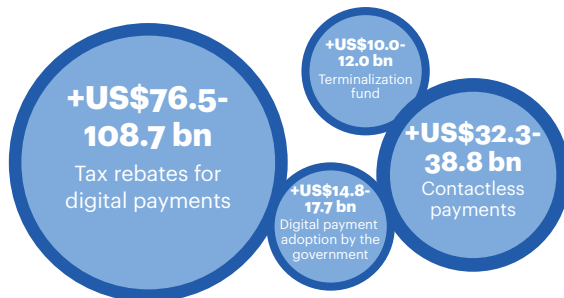 +US$76.5-
108.7 bn
Tax rebates for
digital payments
+US$10.0-
12.0 bn
Terminalization
fund
+US$32.3-
38.8 bn
Contactless
payments
+US$14.8-
17.7 bn
Digital payment
adoption by the
government